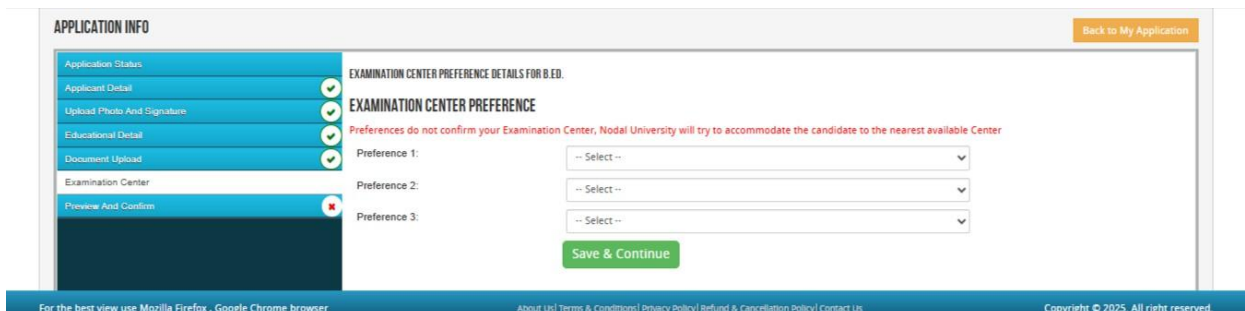 APPLICATION INFO
Back to My Application
Application Status
Applicant Detail
Upload Photo And Signature
Educational Detail
Document Upload
Examination Center
Preview And Confirm
EXAMINATION CENTER PREFERENCE DETAILS FOR B.ED.
EXAMINATION CENTER PREFERENCE
Preferences do not confirm your Examination Center, Nodal University will try to accommodate the candidate to the nearest available Center
Preference 1: -- Select --
Preference 2: -- Select --
Preference 3: -- Select --
Save & Continue
For the best view use Mozilla Firefox , Google Chrome browser
About Us| Terms & Conditions| Privacy Policy| Refund & Cancellation Policy| Contact Us
Copyright © 2025. All right reserved.